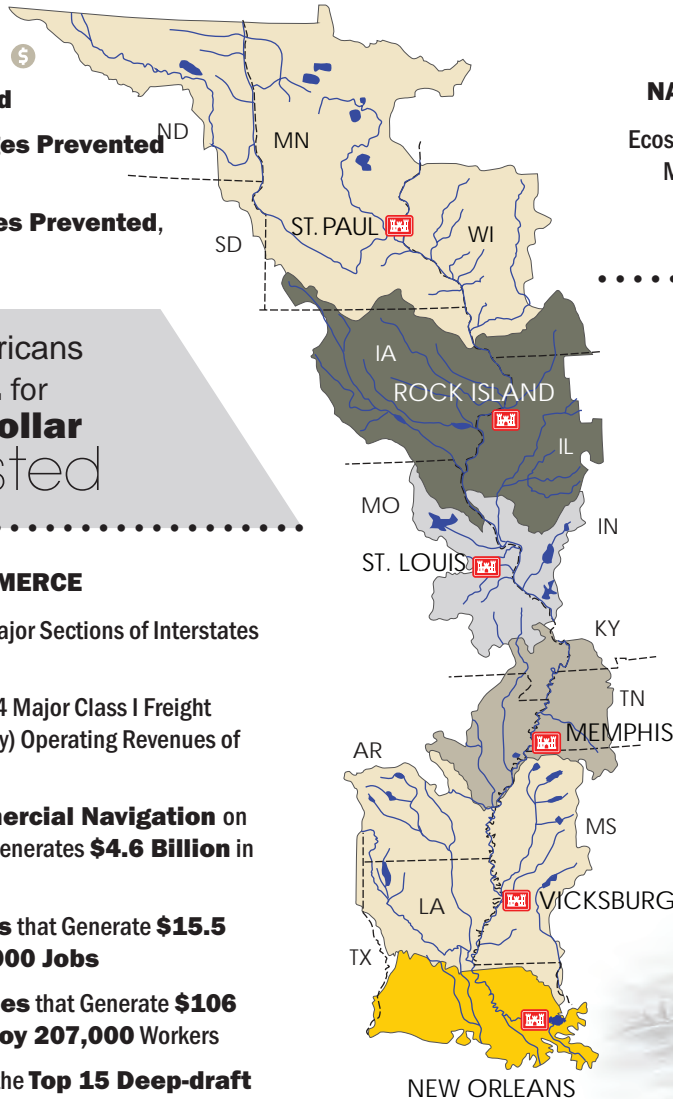 $
d
NA
ND
es Prevented
MN
Ecos
M
es Prevented,
ST. PAUL
WI
SD
ricans
for
ollar
sted
IA
ROCK ISLAND
IL
MO
IN
ST. LOUIS
MERCE
ajor Sections of Interstates
KY
4 Major Class I Freight
y) Operating Revenues of
TN
MEMPHIS
AR
ercial Navigation on
enerates $4.6 Billion in
MS
LA
VICKSBURG
s that Generate $15.5
000 Jobs
TX
es that Generate $106
oy 207,000 Workers
the Top 15 Deep-draft
NEW ORLEANS